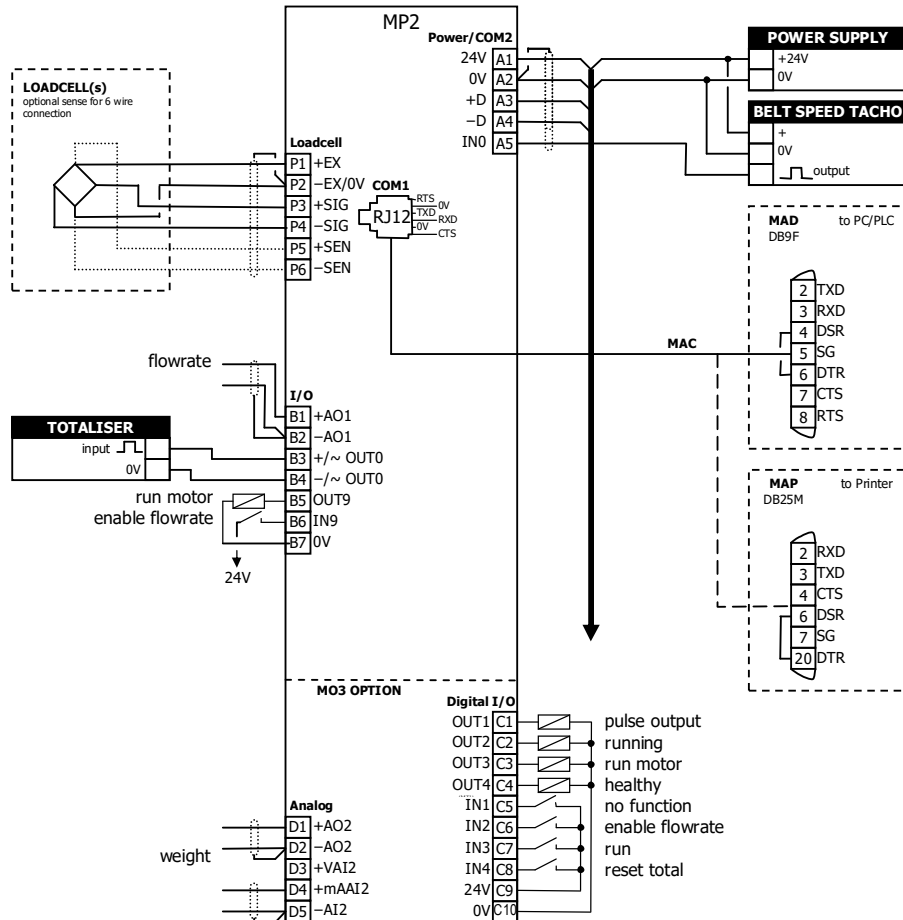 MP2
Power/COM2
24V A1
0V A2
+D A3
−D A4
IN0 A5
POWER SUPPLY
+24V
0V
BELT SPEED TACHO
+
0V
output
LOADCELL(s)
optional sense for 6 wire
connection
Loadcell
P1 +EX
P2 −EX/0V
P3 +SIG
P4 −SIG
P5 +SEN
P6 −SEN
COM1
RJ12
RTS
0V
TXD
RXD
0V
CTS
MAC
MAD to PC/PLC
DB9F
2 TXD
3 RXD
4 DSR
5 SG
6 DTR
7 CTS
8 RTS
flowrate
I/O
B1 +AO1
B2 −AO1
B3 +/~ OUT0
B4 −/~ OUT0
B5 OUT9
B6 IN9
B7 0V
TOTALISER
input
0V
run motor
enable flowrate
24V
MAP to Printer
DB25M
2 RXD
3 TXD
4 CTS
6 DSR
7 SG
20 DTR
MO3 OPTION
Digital I/O
OUT1 C1 pulse output
OUT2 C2 running
OUT3 C3 run motor
OUT4 C4 healthy
IN1 C5 no function
IN2 C6 enable flowrate
IN3 C7 run
IN4 C8 reset total
24V C9
0V C10
Analog
D1 +AO2
D2 −AO2
D3 +VAI2
D4 +mAAI2
D5 −AI2
weight